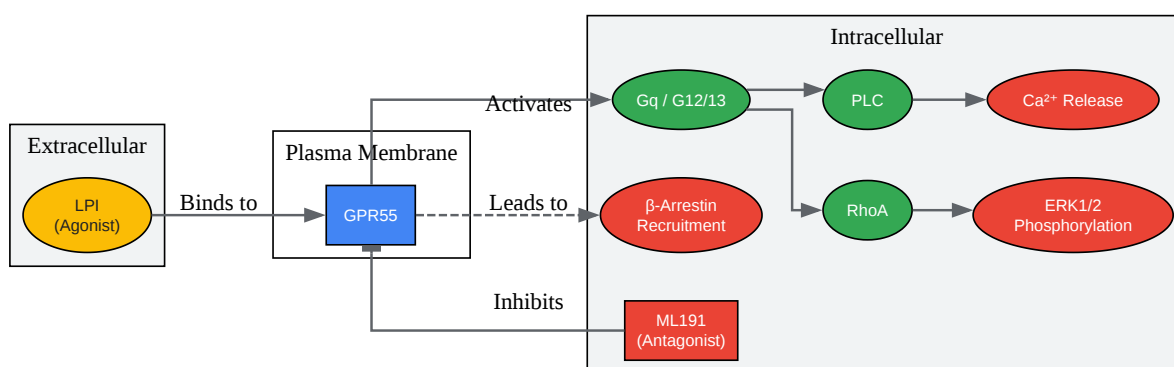 Extracellular
LPI
(Agonist)
Binds to
Plasma Membrane
GPR55
Activates
Leads to
Inhibits
Intracellular
Gq / G12/13
PLC
Ca²⁺ Release
β-Arrestin
Recruitment
RhoA
ERK1/2
Phosphorylation
ML191
(Antagonist)